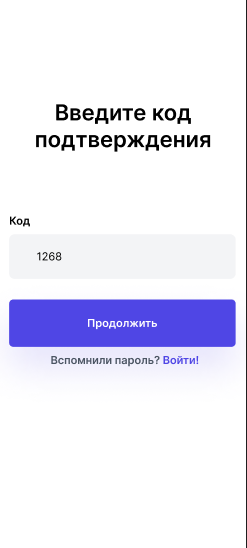 Введите код
подтверждения
Код
1268
Продолжить
Вспомнили пароль? Войти!